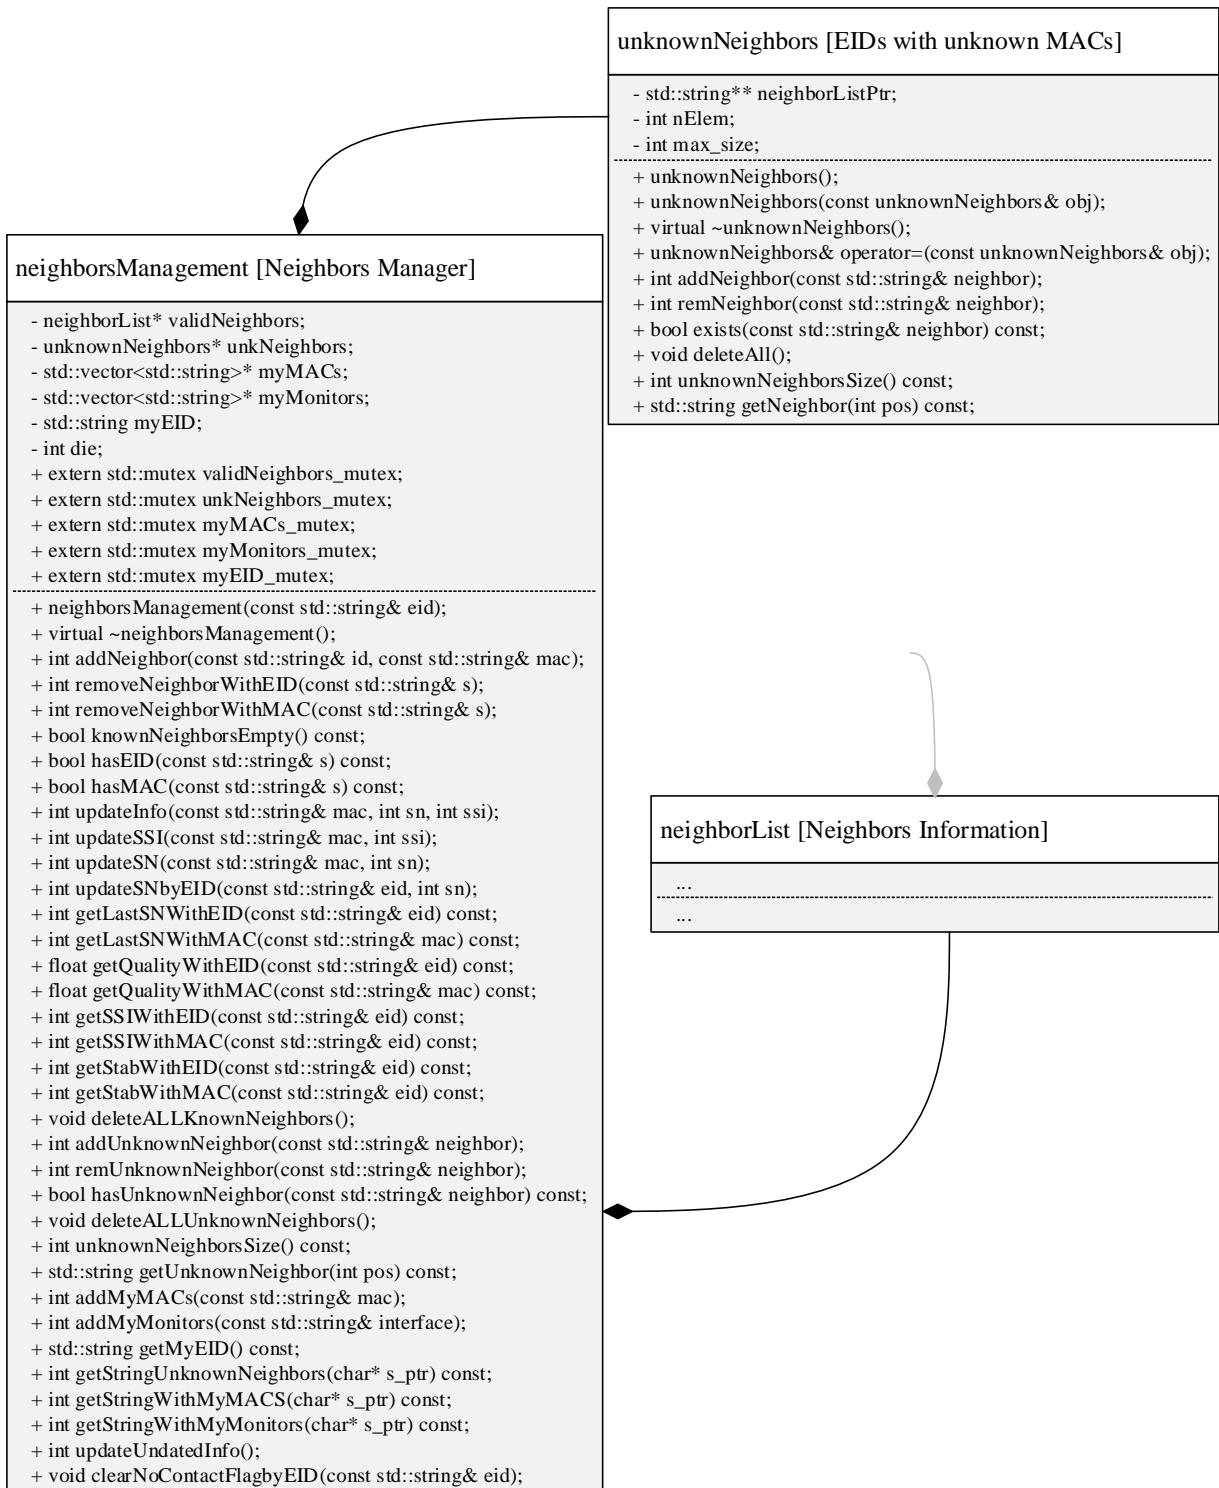 unknownNeighbors [EIDs with unknown MACs]
- std::string** neighborListPtr;
- int nElem;
- int max_size;
+ unknownNeighbors();
+ unknownNeighbors(const unknownNeighbors& obj);
+ virtual ~unknownNeighbors();
+ unknownNeighbors& operator=(const unknownNeighbors& obj);
+ int addNeighbor(const std::string& neighbor);
+ int remNeighbor(const std::string& neighbor);
+ bool exists(const std::string& neighbor) const;
+ void deleteAll();
+ int unknownNeighborsSize() const;
+ std::string getNeighbor(int pos) const;
neighborsManagement [Neighbors Manager]
- neighborList* validNeighbors;
- unknownNeighbors* unkNeighbors;
- std::vector<std::string>* myMACs;
- std::vector<std::string>* myMonitors;
- std::string myEID;
- int die;
+ extern std::mutex validNeighbors_mutex;
+ extern std::mutex unkNeighbors_mutex;
+ extern std::mutex myMACs_mutex;
+ extern std::mutex myMonitors_mutex;
+ extern std::mutex myEID_mutex;
+ neighborsManagement(const std::string& eid);
+ virtual ~neighborsManagement();
+ int addNeighbor(const std::string& id, const std::string& mac);
+ int removeNeighborWithEID(const std::string& s);
+ int removeNeighborWithMAC(const std::string& s);
+ bool knownNeighborsEmpty() const;
+ bool hasEID(const std::string& s) const;
+ bool hasMAC(const std::string& s) const;
+ int updateInfo(const std::string& mac, int sn, int ssi);
+ int updateSSI(const std::string& mac, int ssi);
+ int updateSN(const std::string& mac, int sn);
+ int updateSNbyEID(const std::string& eid, int sn);
+ int getLastSNWithEID(const std::string& eid) const;
+ int getLastSNWithMAC(const std::string& mac) const;
+ float getQualityWithEID(const std::string& eid) const;
+ float getQualityWithMAC(const std::string& mac) const;
+ int getSSIWithEID(const std::string& eid) const;
+ int getSSIWithMAC(const std::string& eid) const;
+ int getStabWithEID(const std::string& eid) const;
+ int getStabWithMAC(const std::string& eid) const;
+ void deleteALLKnownNeighbors();
+ int addUnknownNeighbor(const std::string& neighbor);
+ int remUnknownNeighbor(const std::string& neighbor);
+ bool hasUnknownNeighbor(const std::string& neighbor) const;
+ void deleteALLUnknownNeighbors();
+ int unknownNeighborsSize() const;
+ std::string getUnknownNeighbor(int pos) const;
+ int addMyMACs(const std::string& mac);
+ int addMyMonitors(const std::string& interface);
+ std::string getMyEID() const;
+ int getStringUnknownNeighbors(char* s_ptr) const;
+ int getStringWithMyMACS(char* s_ptr) const;
+ int getStringWithMyMonitors(char* s_ptr) const;
+ int updateUndatedInfo();
+ void clearNoContactFlagbyEID(const std::string& eid);
neighborList [Neighbors Information]
...
...